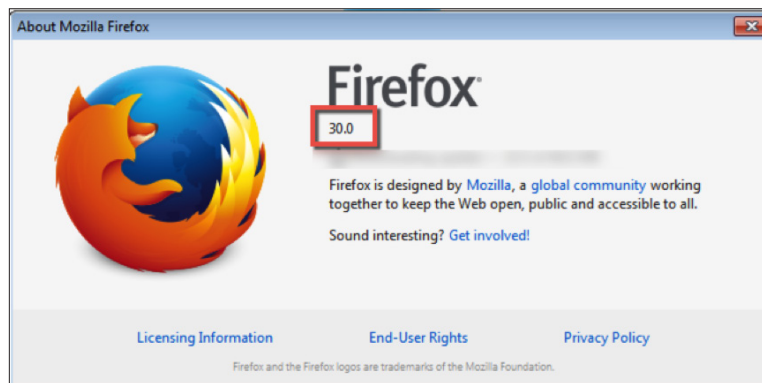 About Mozilla Firefox
Firefox
30.0
Firefox is designed by Mozilla, a global community working
together to keep the Web open, public and accessible to all.
Sound interesting? Get involved!
Licensing Information End-User Rights Privacy Policy
Firefox and the Firefox logos are trademarks of the Mozilla Foundation.